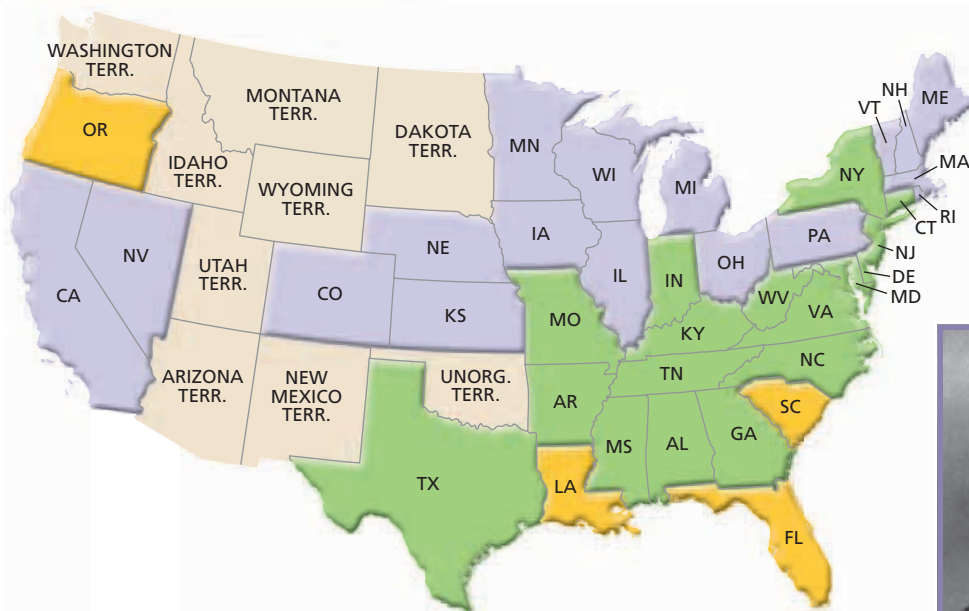 WASHINGTON
TERR.
OR
MONTANA
TERR.
IDAHO
TERR.
WYOMING
TERR.
DAKOTA
TERR.
MN
WI
MI
IA
NE
NV
CA
UTAH
TERR.
CO
KS
IL
IN
OH
PA
NY
VT
NH
ME
MA
RI
CT
NJ
DE
MD
WV
VA
KY
MO
NC
TN
ARIZONA
TERR.
NEW
MEXICO
TERR.
UNORG.
TERR.
AR
SC
MS
AL
GA
TX
LA
FL